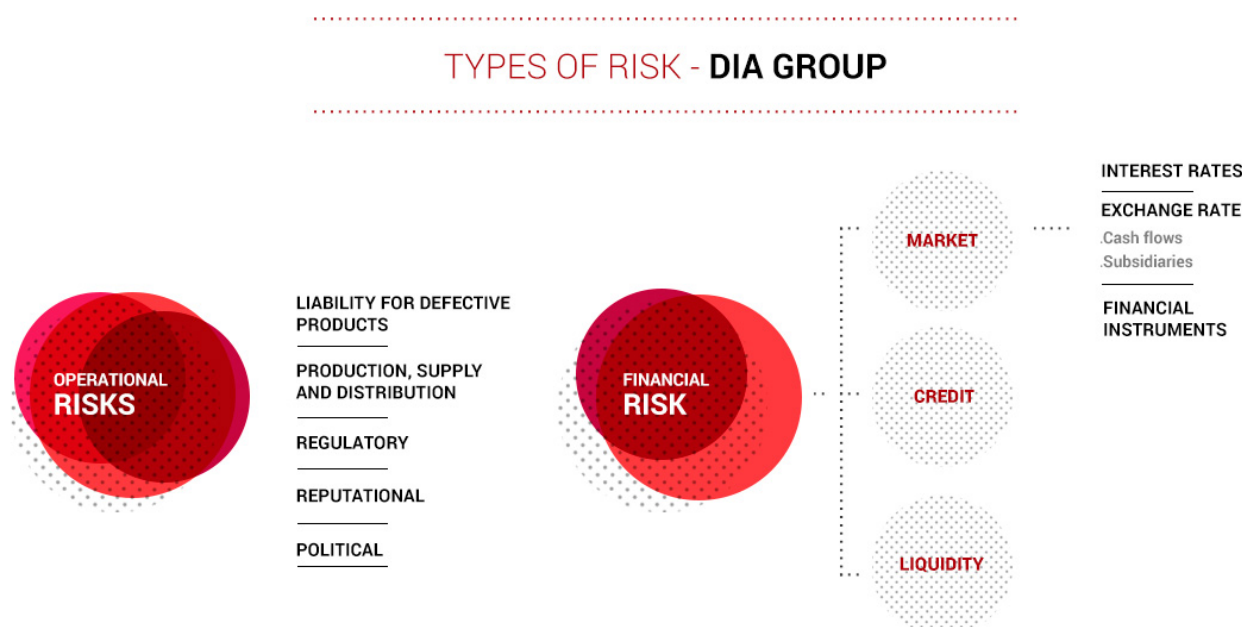 TYPES OF RISK - DIA GROUP
OPERATIONAL
RISKS
LIABILITY FOR DEFECTIVE
PRODUCTS
PRODUCTION, SUPPLY
AND DISTRIBUTION
REGULATORY
REPUTATIONAL
POLITICAL
FINANCIAL
RISK
MARKET
CREDIT
LIQUIDITY
INTEREST RATES
EXCHANGE RATE
.Cash flows
.Subsidiaries
FINANCIAL
INSTRUMENTS